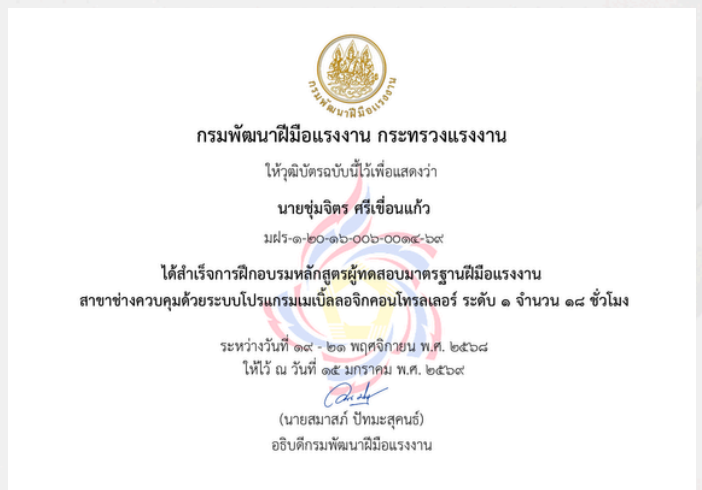 กรมพัฒนาฝีมือแรงงาน
กรมพัฒนาฝีมือแรงงาน กระทรวงแรงงาน
ให้วุฒิบัตรฉบับนี้ไว้เพื่อแสดงว่า
นายชุ่มจิตร ศรีเขื่อนแก้ว
มฝร-๑-๒๐-๑๖-๐๐๖-๐๐๑๔-๖๙
ได้สำเร็จการฝึกอบรมหลักสูตรผู้ทดสอบมาตรฐานฝีมือแรงงาน
สาขาช่างควบคุมด้วยระบบโปรแกรมเมเบิ้ลลอจิกคอนโทรลเลอร์ ระดับ ๑ จำนวน ๑๘ ชั่วโมง
ระหว่างวันที่ ๑๙ - ๒๑ พฤศจิกายน พ.ศ. ๒๕๖๘
ให้ไว้ ณ วันที่ ๑๕ มกราคม พ.ศ. ๒๕๖๙
(นายสมาสภ์ ปัทมะสุคนธ์)
อธิบดีกรมพัฒนาฝีมือแรงงาน